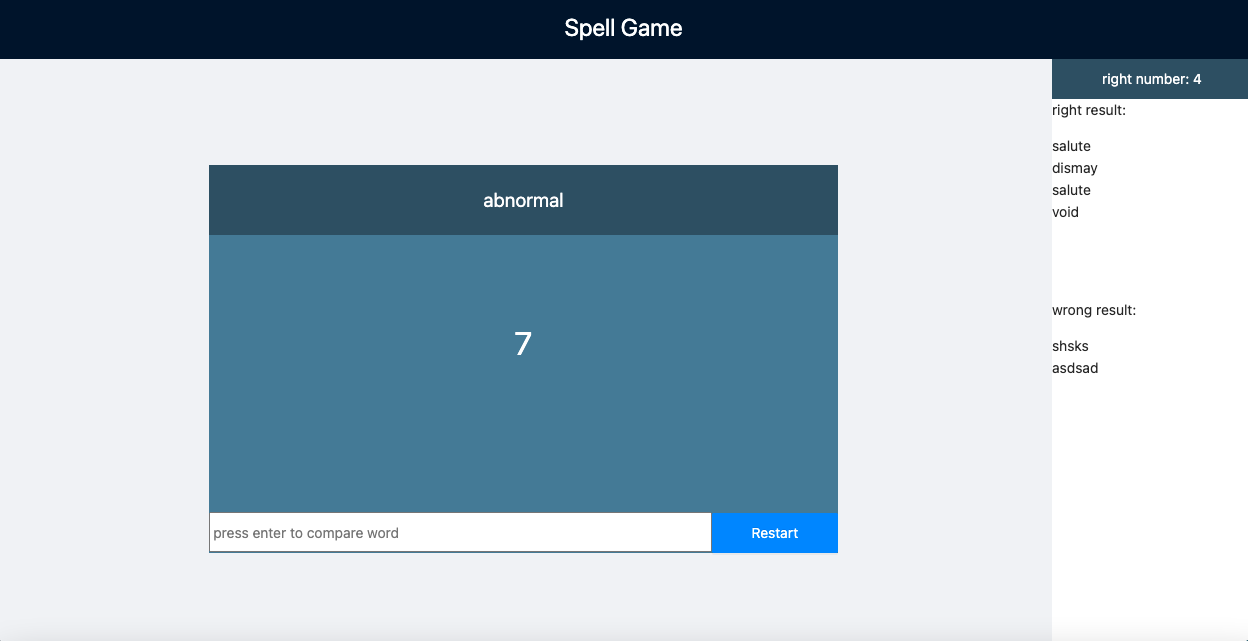 Spell Game
right number: 4
right result:
salute
dismay
salute
void
wrong result:
shsks
asdsad
abnormal
7
press enter to compare word
Restart